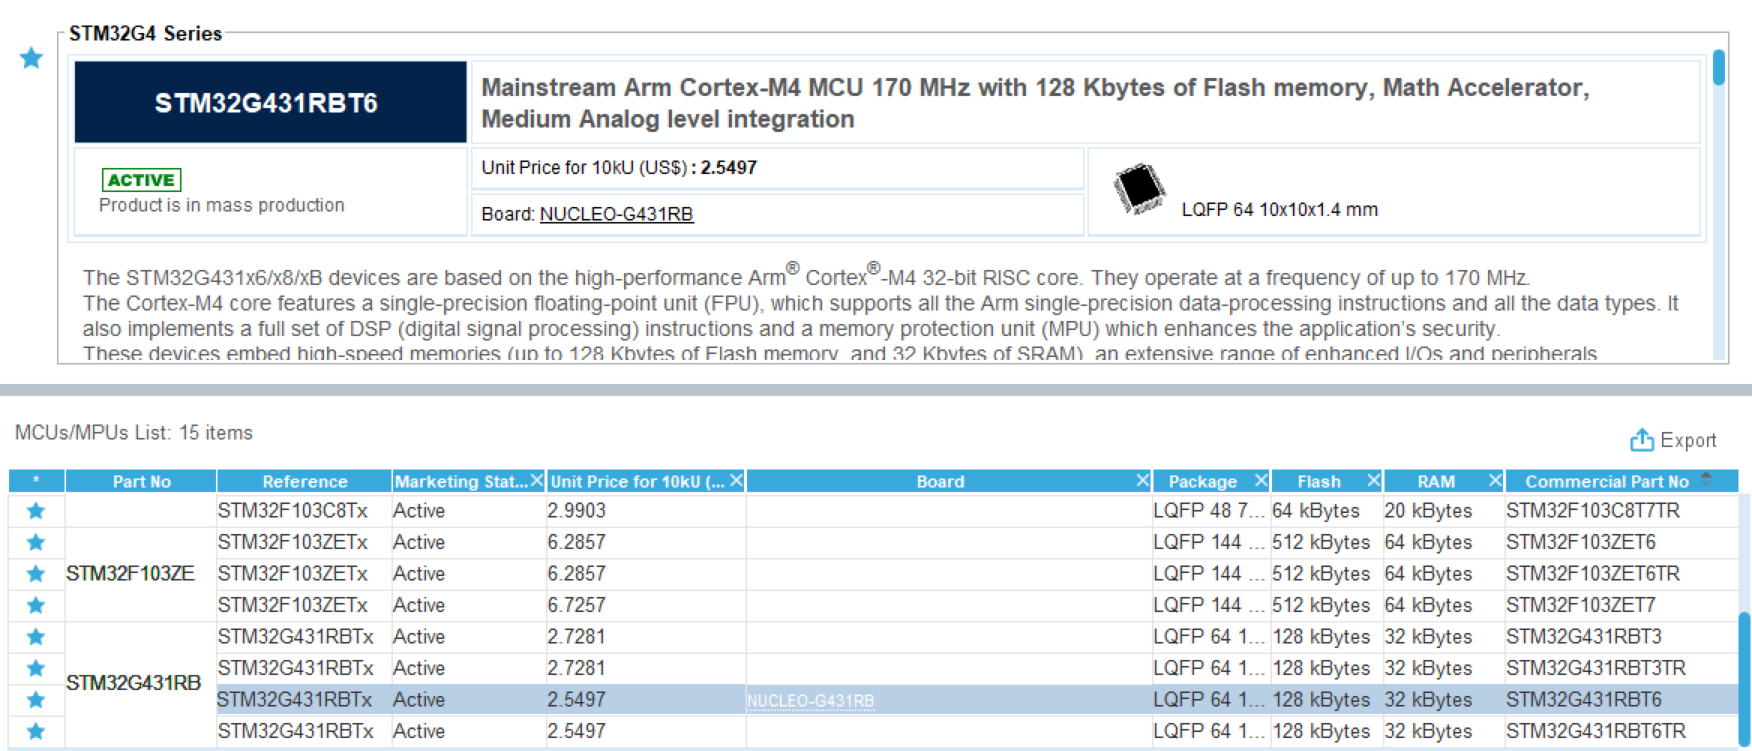 STM32G4 Series
STM32G431RBT6
Mainstream Arm Cortex-M4 MCU 170 MHz with 128 Kbytes of Flash memory, Math Accelerator,
Medium Analog level integration
ACTIVE
Product is in mass production
Unit Price for 10kU (US$) : 2.5497
Board: NUCLEO-G431RB
LQFP 64 10x10x1.4 mm
The STM32G431x6/x8/xB devices are based on the high-performance Arm® Cortex®-M4 32-bit RISC core. They operate at a frequency of up to 170 MHz.
The Cortex-M4 core features a single-precision floating-point unit (FPU), which supports all the Arm single-precision data-processing instructions and all the data types. It
also implements a full set of DSP (digital signal processing) instructions and a memory protection unit (MPU) which enhances the application's security.
These devices embed high-speed memories (up to 128 Kbytes of Flash memory, and 32 Kbytes of SRAM), an extensive range of enhanced I/Os and peripherals
MCUs/MPUs List: 15 items
Export
* Part No Reference Marketing Stat... Unit Price for 10kU (... Board Package Flash RAM Commercial Part No
STM32F103C8Tx Active 2.9903 LQFP 48 7... 64 kBytes 20 kBytes STM32F103C8T7TR
STM32F103ZETx Active 6.2857 LQFP 144 ... 512 kBytes 64 kBytes STM32F103ZET6
STM32F103ZE STM32F103ZETx Active 6.2857 LQFP 144 ... 512 kBytes 64 kBytes STM32F103ZET6TR
STM32F103ZETx Active 6.7257 LQFP 144 ... 512 kBytes 64 kBytes STM32F103ZET7
STM32G431RBTx Active 2.7281 LQFP 64 1... 128 kBytes 32 kBytes STM32G431RBT3
STM32G431RB STM32G431RBTx Active 2.7281 LQFP 64 1... 128 kBytes 32 kBytes STM32G431RBT3TR
STM32G431RBTx Active 2.5497 NUCLEO-G431RB LQFP 64 1... 128 kBytes 32 kBytes STM32G431RBT6
STM32G431RBTx Active 2.5497 LQFP 64 1... 128 kBytes 32 kBytes STM32G431RBT6TR